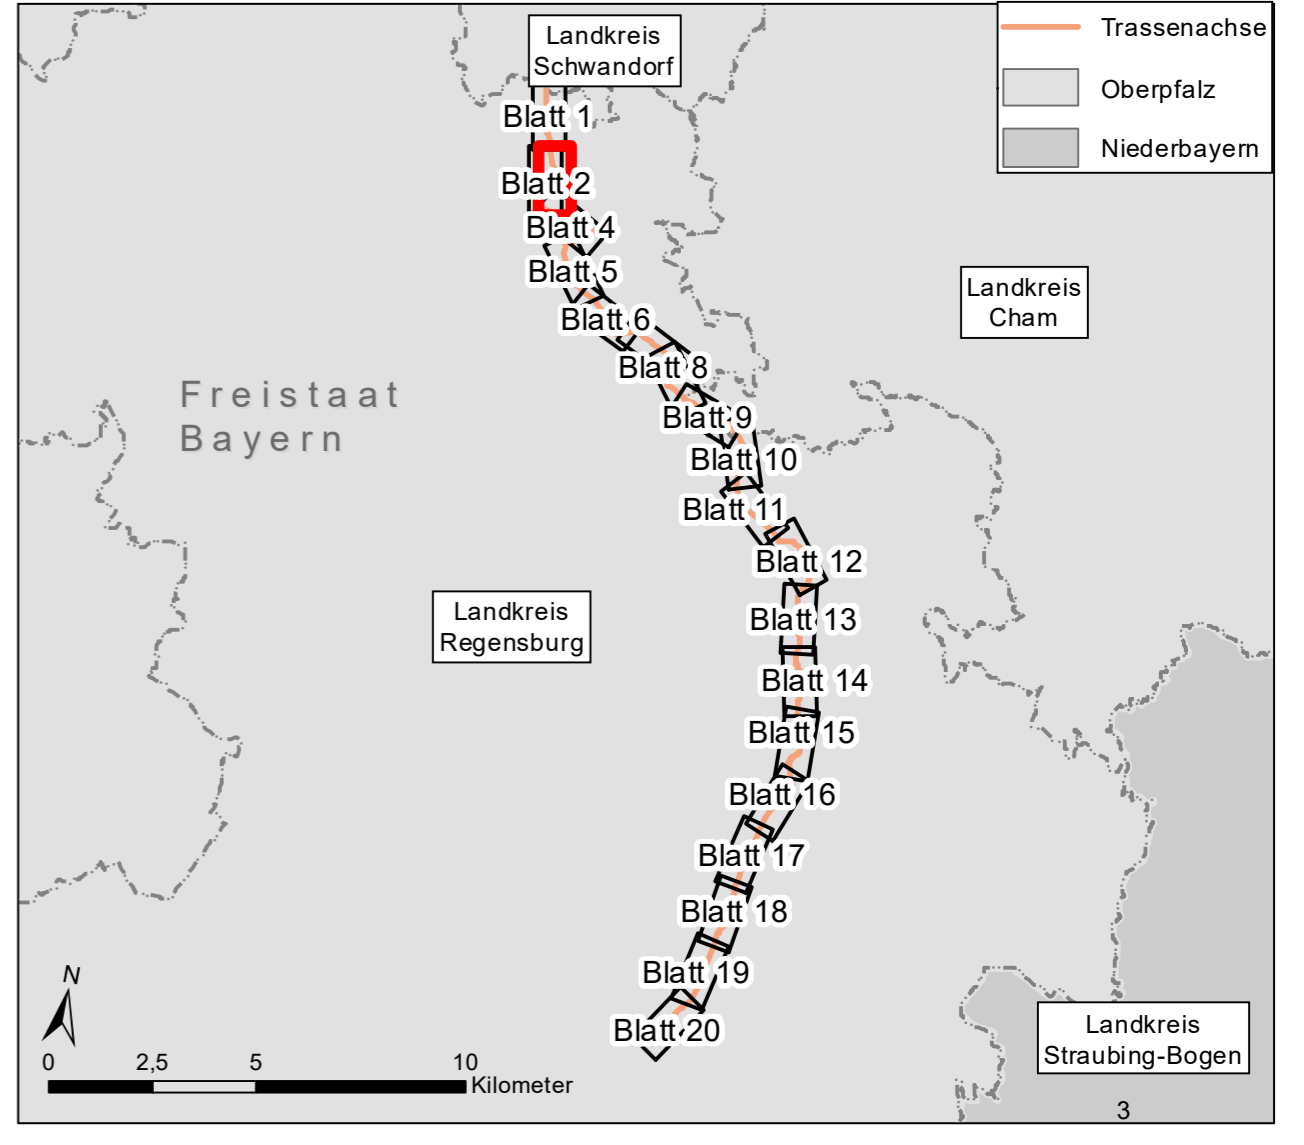 Landkreis
Schwandorf
Trassenachse
Oberpfalz
Niederbayern
Blatt 1
Blatt 2
Blatt 4
Blatt 5
Blatt 6
Blatt 8
Blatt 9
Blatt 10
Blatt 11
Blatt 12
Blatt 13
Blatt 14
Blatt 15
Blatt 16
Blatt 17
Blatt 18
Blatt 19
Blatt 20
Landkreis
Cham
Freistaat
Bayern
Landkreis
Regensburg
Landkreis
Straubing-Bogen
N
0 2,5 5 10
Kilometer
3